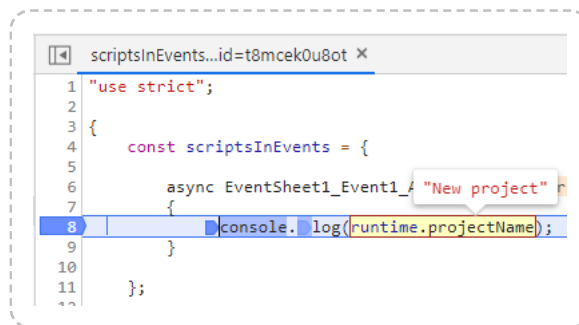 scriptsInEvents...id=t8mcek0u8ot ×
1 "use strict";
2
3 {
4 const scriptsInEvents = {
5
6 async EventSheet1_Event1_
"New project"
7 {
8 console.log(runtime.projectName);
9 }
10
11 };